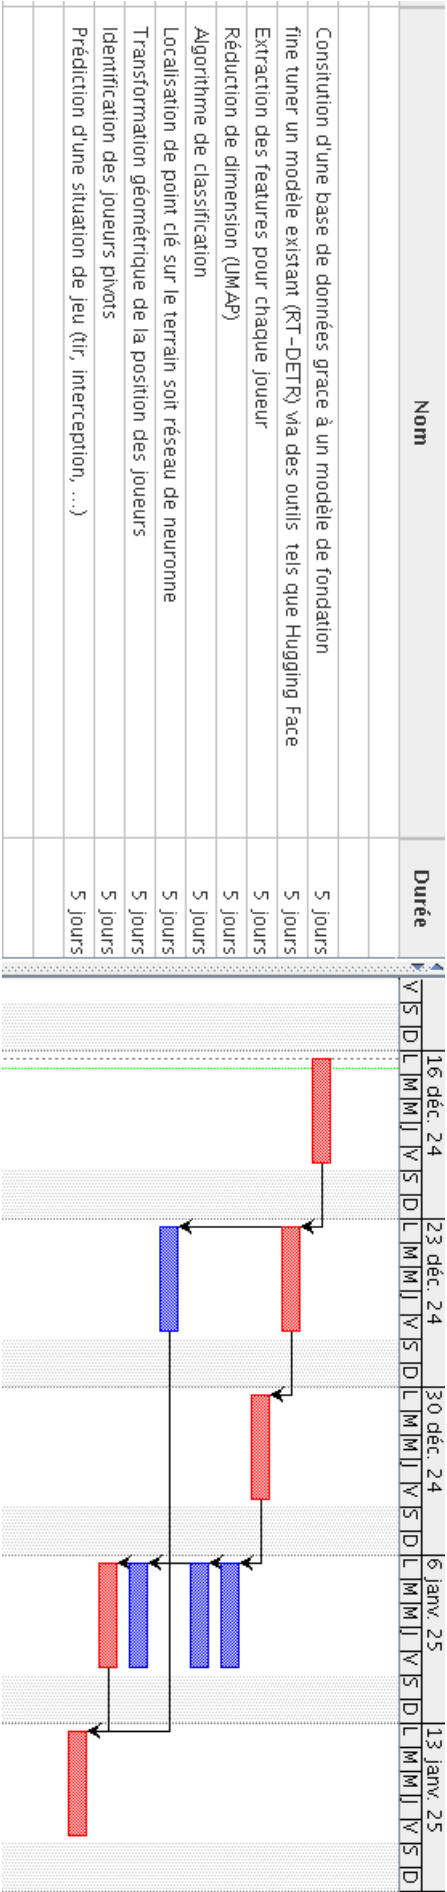 Nom
Durée
Consitution d'une base de données grace à un modèle de fondation 5 jours
fine tuner un modèle existant (RT-DETR) via des outils tels que Hugging Face 5 jours
Extraction des features pour chaque joueur 5 jours
Réduction de dimension (UMAP) 5 jours
Algorithme de classification 5 jours
Localisation de point clé sur le terrain soit réseau de neuronne 5 jours
Transformation géométrique de la position des joueurs 5 jours
Identification des joueurs pivots 5 jours
Prédiction d'une situation de jeu (tir, interception, ...) 5 jours
16 déc. 24 23 déc. 24 30 déc. 24 6 janv. 25 13 janv. 25
V S D L M M J V S D L M M J V S D L M M J V S D L M M J V S D L M M J V S D